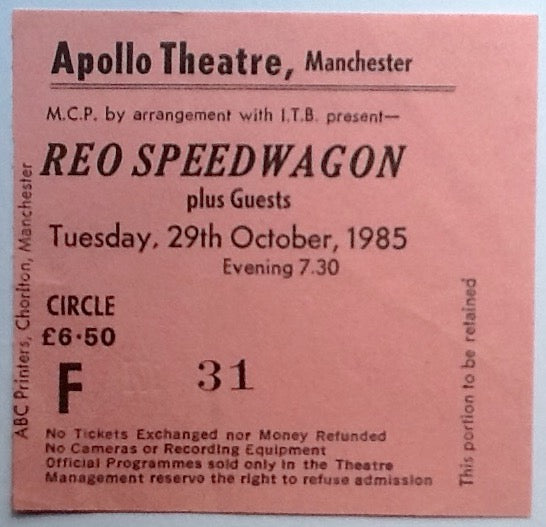 Apollo Theatre, Manchester
M.C.P. by arrangement with I.T.B. present—
REO SPEEDWAGON
plus Guests
Tuesday, 29th October, 1985
Evening 7.30
CIRCLE
£6·50
F 31
No Tickets Exchanged nor Money Refunded
No Cameras or Recording Equipment
Official Programmes sold only in the Theatre
Management reserve the right to refuse admission
ABC Printers, Chorlton, Manchester
This portion to be retained